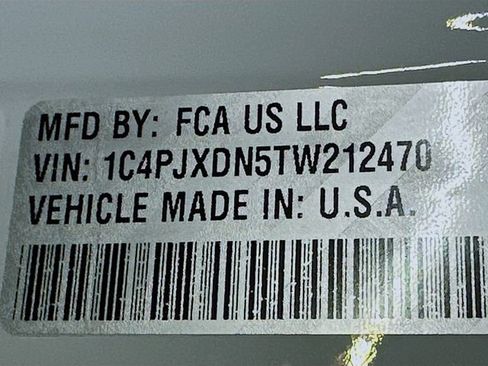 MFD BY: FCA US LLC
VIN: 1C4PJXDN5TW212470
VEHICLE MADE IN: U.S.A.